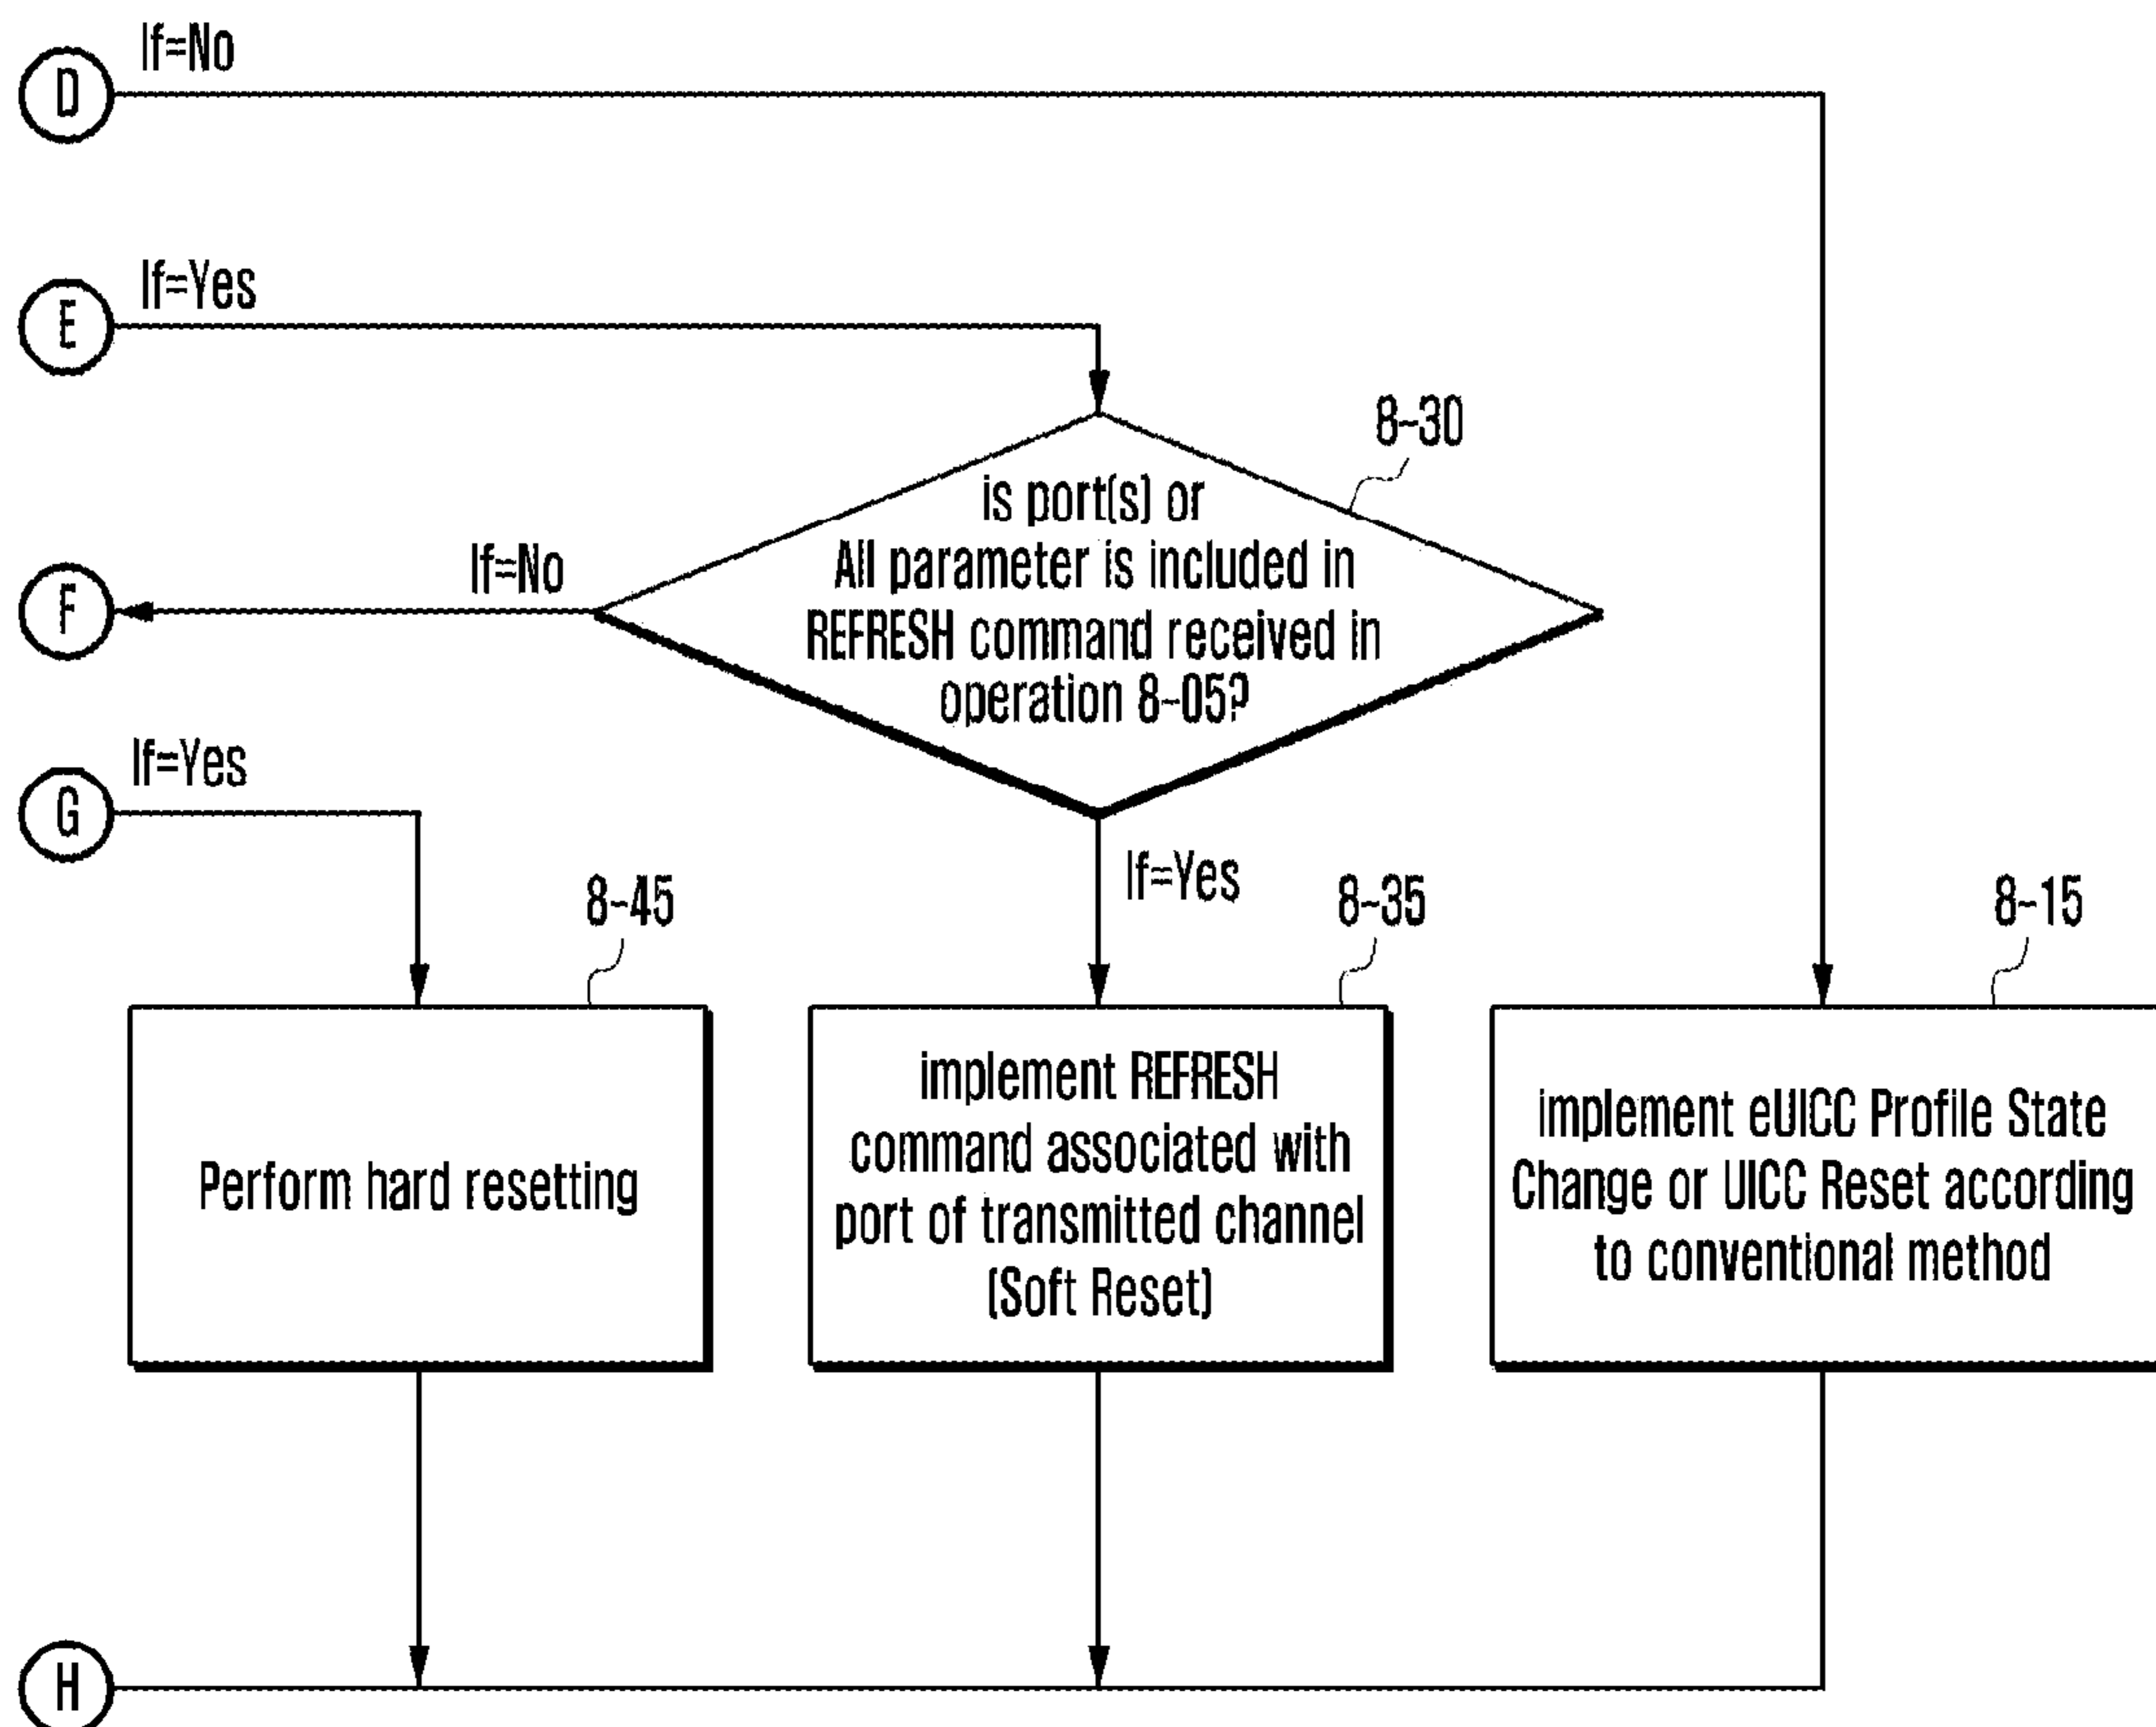 If=No
D
If=Yes
E
8-30
is port(s) or
All parameter is included in
REFRESH command received in
operation 8-05?
If=No
F
If=Yes
G
If=Yes
8-45
8-35
8-15
Perform hard resetting
implement REFRESH
command associated with
port of transmitted channel
(Soft Reset)
implement eUICC Profile State
Change or UICC Reset according
to conventional method
H